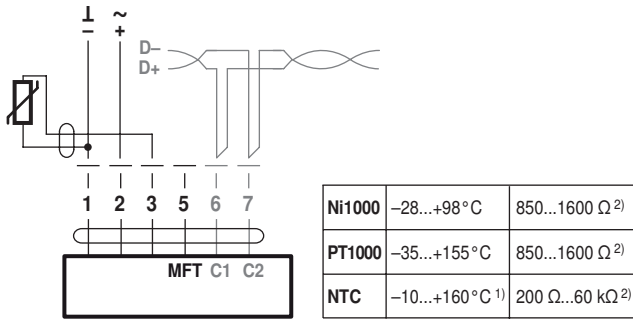 ⊥ ~
– +
D–
D+
1 2 3 5 6 7
MFT C1 C2
Ni1000 –28...+98°C 850...1600 Ω 2)
PT1000 –35...+155°C 850...1600 Ω 2)
NTC –10...+160°C 1) 200 Ω...60 kΩ 2)